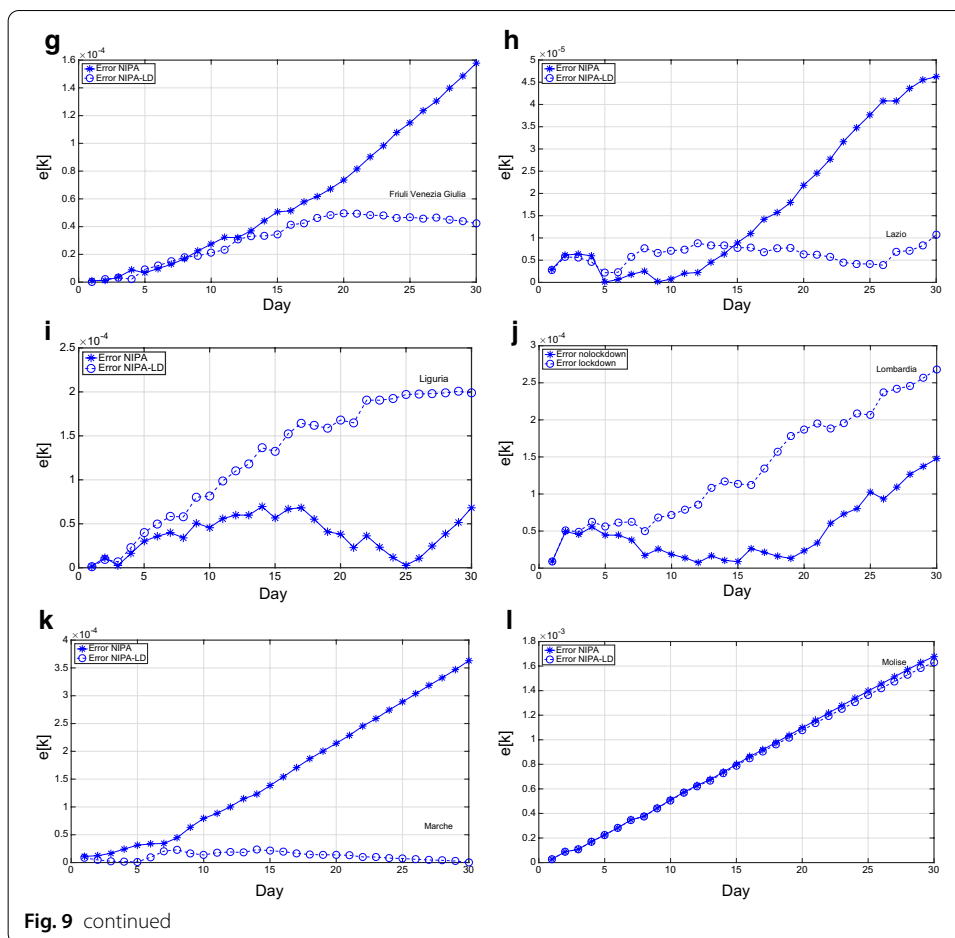 g
×10-4
1.6
1.4
1.2
1
0.8
0.6
0.4
0.2
0
e[k]
Error NIPA
Error NIPA-LD
Friuli Venezia Giulia
0 5 10 15 20 25 30
Day
h
×10-5
5
4.5
4
3.5
3
2.5
2
1.5
1
0.5
0
e[k]
Error NIPA
Error NIPA-LD
Lazio
0 5 10 15 20 25 30
Day
i
×10-4
2.5
2
1.5
1
0.5
0
e[k]
Error NIPA
Error NIPA-LD
Liguria
0 5 10 15 20 25 30
Day
j
×10-4
3
2.5
2
1.5
1
0.5
0
e[k]
Error nolockdown
Error lockdown
Lombardia
0 5 10 15 20 25 30
Day
k
×10-4
4
3.5
3
2.5
2
1.5
1
0.5
0
e[k]
Error NIPA
Error NIPA-LD
Marche
0 5 10 15 20 25 30
Day
l
×10-3
1.8
1.6
1.4
1.2
1
0.8
0.6
0.4
0.2
0
e[k]
Error NIPA
Error NIPA-LD
Molise
0 5 10 15 20 25 30
Day
Fig. 9 continued